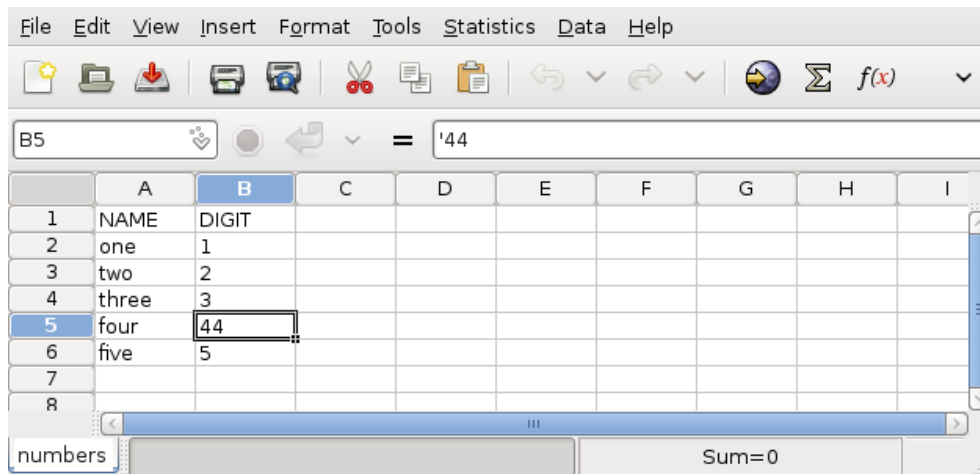 File Edit View Insert Format Tools Statistics Data Help
f(x)
B5 = '44
A B C D E F G H I
1 NAME DIGIT
2 one 1
3 two 2
4 three 3
5 four 44
6 five 5
7
8
numbers Sum=0